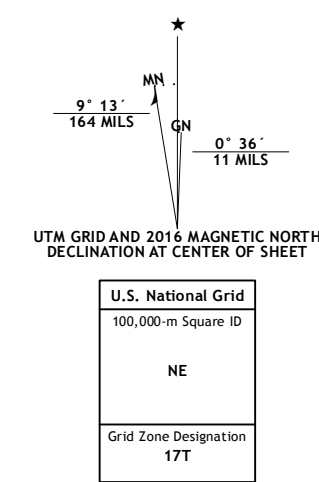 ★
MN
GN
9° 13´
164 MILS
0° 36´
11 MILS
UTM GRID AND 2016 MAGNETIC NORTH
DECLINATION AT CENTER OF SHEET
U.S. National Grid
100,000-m Square ID
NE
Grid Zone Designation
17T